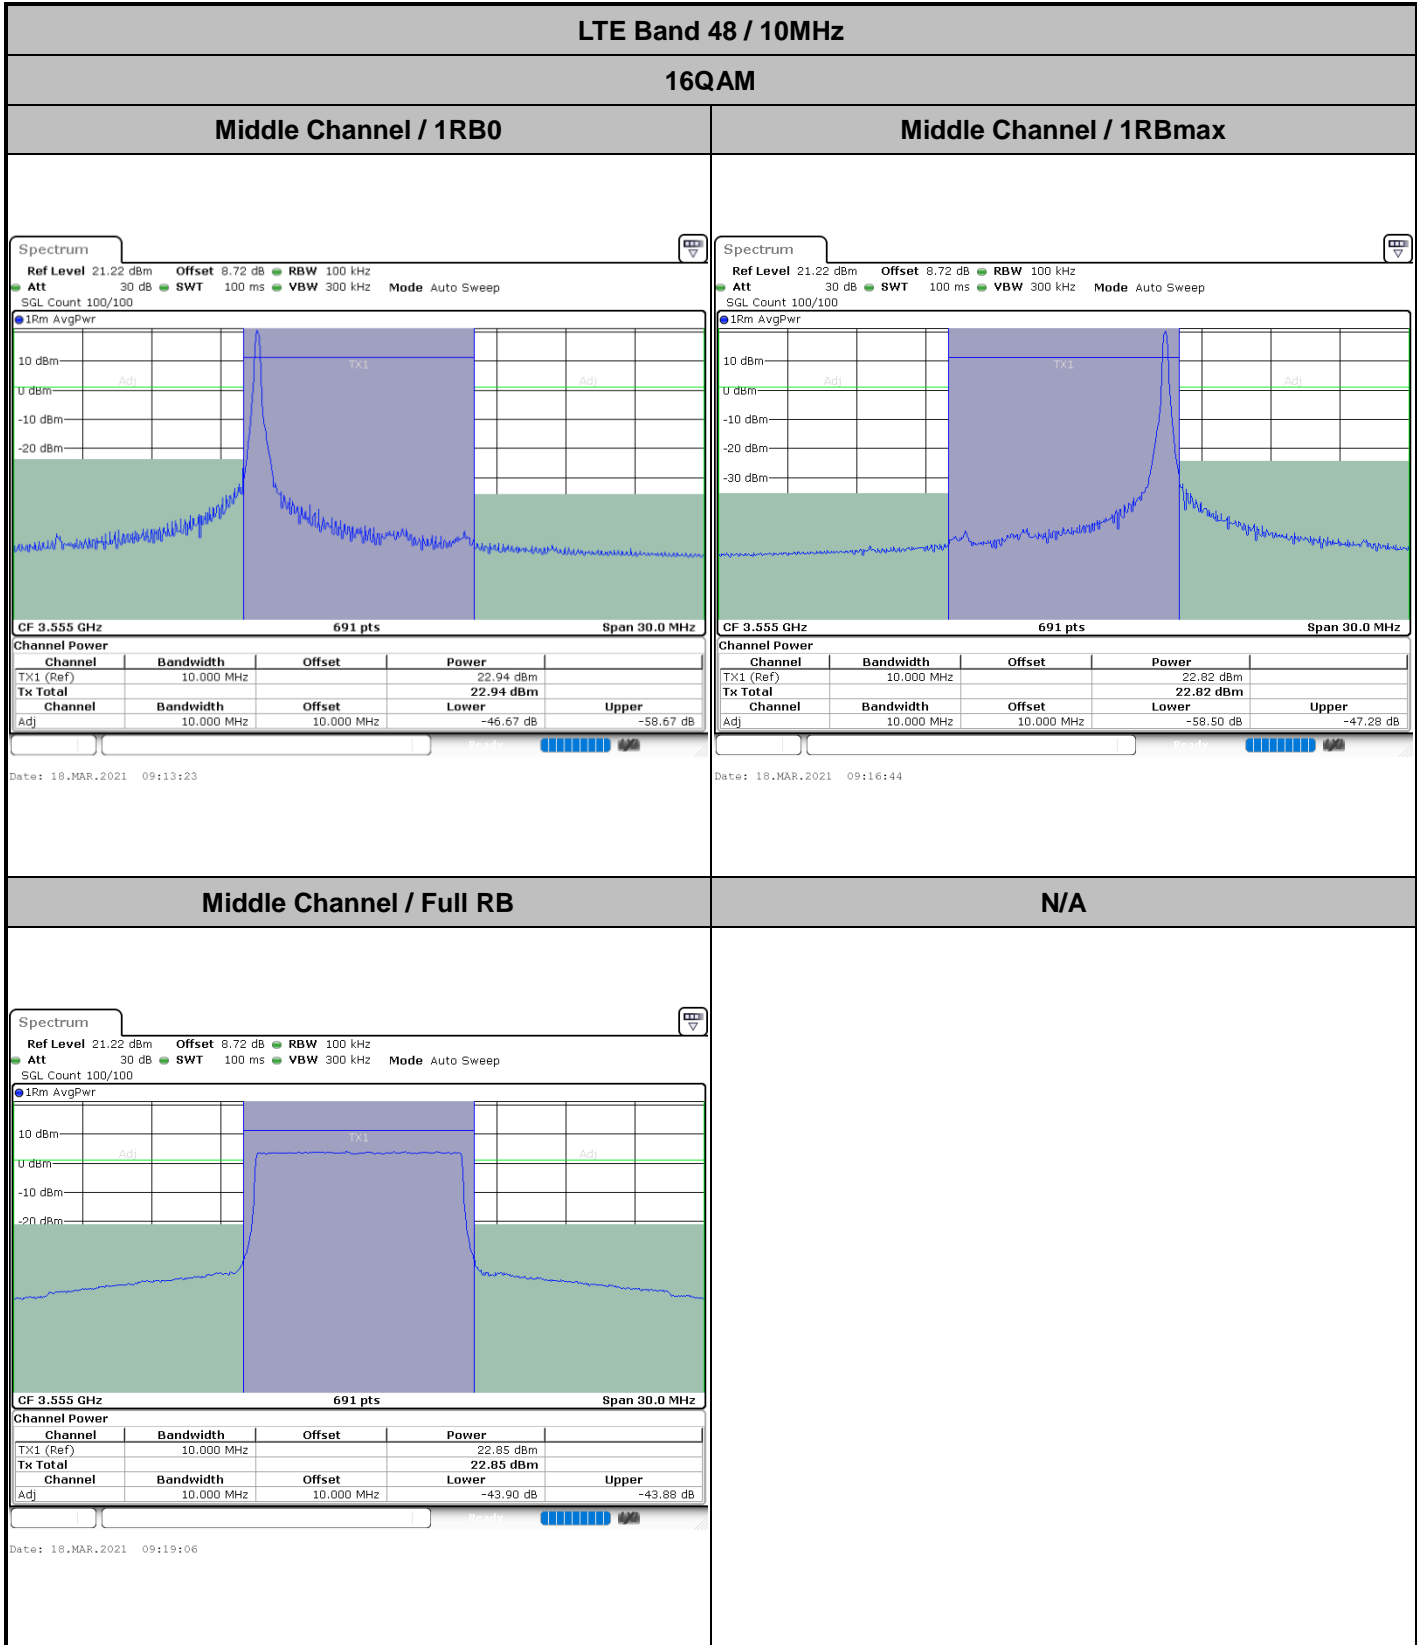 LTE Band 48 / 10MHz
16QAM
Middle Channel / 1RB0
Middle Channel / 1RBmax
Spectrum
Ref Level 21.22 dBm Offset 8.72 dB RBW 100 kHz
Att 30 dB SWT 100 ms VBW 300 kHz Mode Auto Sweep
SGL Count 100/100
1Rm AvgPwr
10 dBm
TX1
Adj
Adj
0 dBm
-10 dBm
-20 dBm
CF 3.555 GHz 691 pts Span 30.0 MHz
Channel Power
Channel Bandwidth Offset Power
TX1 (Ref) 10.000 MHz 22.94 dBm
Tx Total 22.94 dBm
Channel Bandwidth Offset Lower Upper
Adj 10.000 MHz 10.000 MHz -46.67 dB -58.67 dB
Ready
Date: 18.MAR.2021 09:13:23
Spectrum
Ref Level 21.22 dBm Offset 8.72 dB RBW 100 kHz
Att 30 dB SWT 100 ms VBW 300 kHz Mode Auto Sweep
SGL Count 100/100
1Rm AvgPwr
10 dBm
TX1
Adj
Adj
0 dBm
-10 dBm
-20 dBm
-30 dBm
CF 3.555 GHz 691 pts Span 30.0 MHz
Channel Power
Channel Bandwidth Offset Power
TX1 (Ref) 10.000 MHz 22.82 dBm
Tx Total 22.82 dBm
Channel Bandwidth Offset Lower Upper
Adj 10.000 MHz 10.000 MHz -58.50 dB -47.28 dB
Ready
Date: 18.MAR.2021 09:16:44
Middle Channel / Full RB
N/A
Spectrum
Ref Level 21.22 dBm Offset 8.72 dB RBW 100 kHz
Att 30 dB SWT 100 ms VBW 300 kHz Mode Auto Sweep
SGL Count 100/100
1Rm AvgPwr
10 dBm
TX1
Adj
Adj
0 dBm
-10 dBm
-20 dBm
CF 3.555 GHz 691 pts Span 30.0 MHz
Channel Power
Channel Bandwidth Offset Power
TX1 (Ref) 10.000 MHz 22.85 dBm
Tx Total 22.85 dBm
Channel Bandwidth Offset Lower Upper
Adj 10.000 MHz 10.000 MHz -43.90 dB -43.88 dB
Ready
Date: 18.MAR.2021 09:19:06